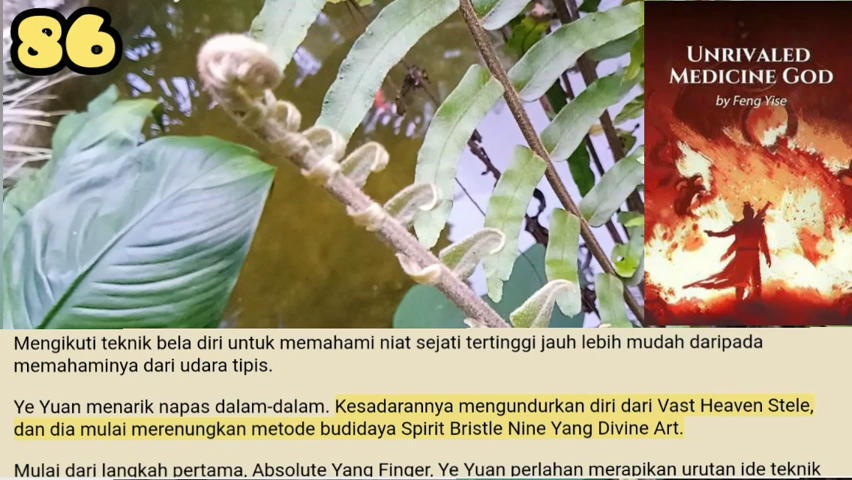 86
UNRIVALED
MEDICINE GOD
by Feng Yise
Mengikuti teknik bela diri untuk memahami niat sejati tertinggi jauh lebih mudah daripada
memahaminya dari udara tipis.
Ye Yuan menarik napas dalam-dalam. Kesadarannya mengundurkan diri dari Vast Heaven Stele,
dan dia mulai merenungkan metode budidaya Spirit Bristle Nine Yang Divine Art.
Mulai dari langkah pertama, Absolute Yang Finger, Ye Yuan perlahan merapikan urutan ide teknik